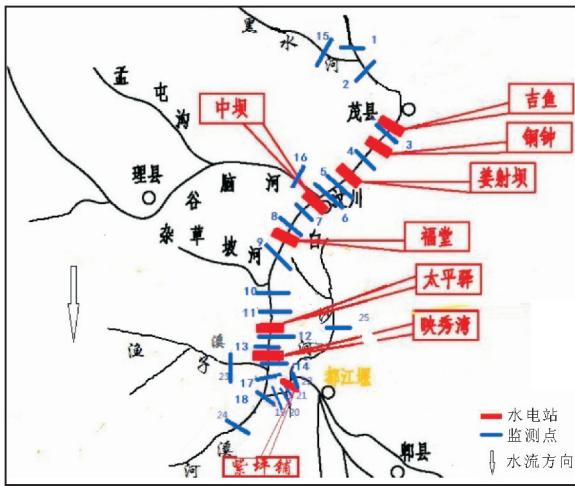 黑水河
15
1
2
孟屯沟
茂县
吉鱼
中坝
3
铜钟
4
16
理县
谷脑河
5
姜射坝
6
汶川
7
杂草坡河
8
白沙河
福堂
9
10
太平驿
11
25
12
渔子溪
13
映秀湾
14
都江堰
23
17
22
21
18
19
20
24
河溪
紫坪铺
郫县
水电站
监测点
水流方向